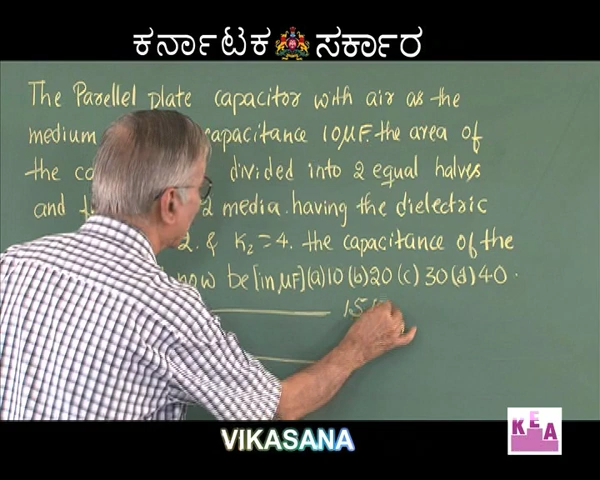 ಕರ್ನಾಟಕ ಸರ್ಕಾರ
The Parellel plate capacitor with air as the
medium capacitance 10μF. the area of
the ca divided into 2 equal halves
and 2 media. having the dielectric
2. & K₂ = 4. the capacitance of the
now be [in μF] (a) 10 (b) 20 (c) 30 (d) 40.
15
KEA
VIKASANA